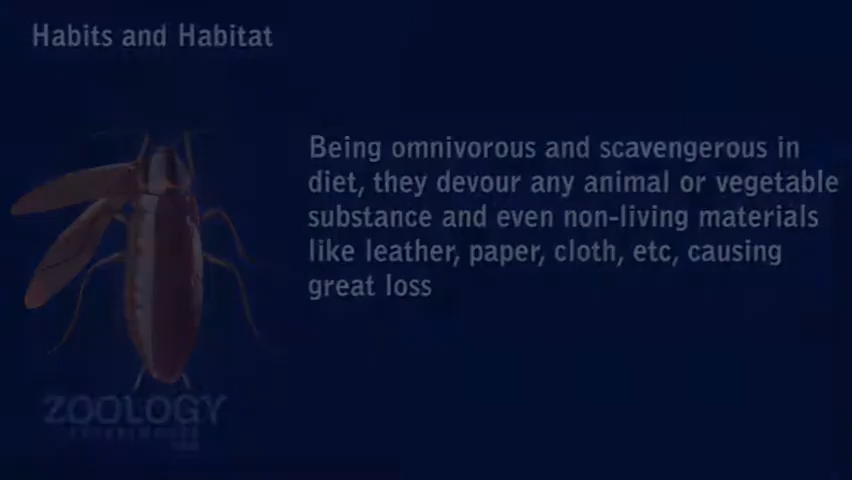 Habits and Habitat
Being omnivorous and scavengerous in
diet, they devour any animal or vegetable
substance and even non-living materials
like leather, paper, cloth, etc, causing
great loss
ZOOLOGY